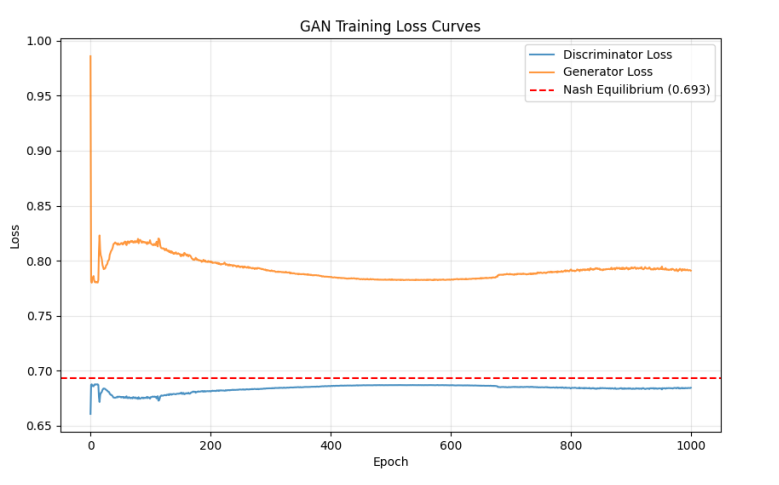 GAN Training Loss Curves
Discriminator Loss
Generator Loss
Nash Equilibrium (0.693)
Loss
1.00
0.95
0.90
0.85
0.80
0.75
0.70
0.65
0 200 400 600 800 1000
Epoch